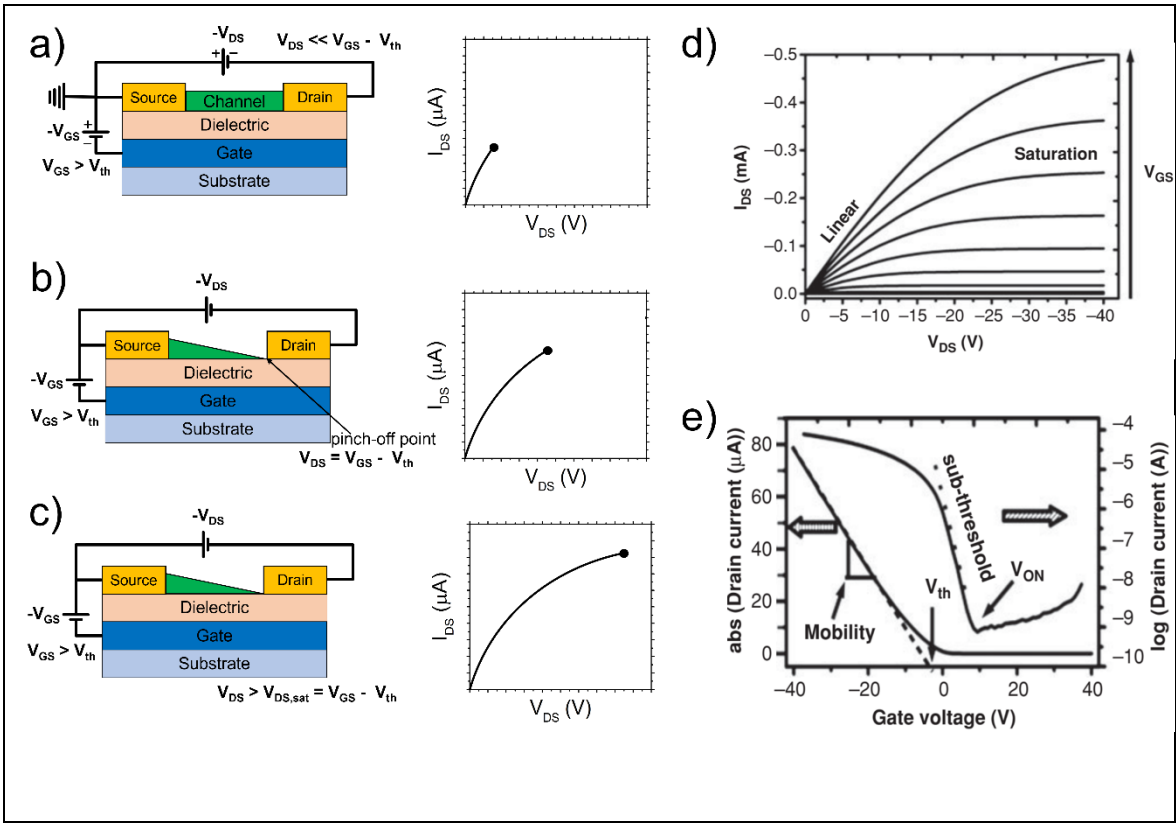 a)
-VDS
VDS << VGS - Vth
+ −
Source
Channel
Drain
+
-VGS
−
Dielectric
VGS > Vth
Gate
Substrate
IDS (μA)
VDS (V)
b)
-VDS
Source
Drain
-VGS
Dielectric
VGS > Vth
Gate
Substrate
pinch-off point
VDS = VGS - Vth
IDS (μA)
VDS (V)
c)
-VDS
Source
Drain
-VGS
Dielectric
VGS > Vth
Gate
Substrate
VDS > VDS,sat = VGS - Vth
IDS (μA)
VDS (V)
d)
−0.5
−0.4
−0.3
−0.2
−0.1
0.0
IDS (mA)
Linear
Saturation
VGS
0 −5 −10 −15 −20 −25 −30 −35 −40
VDS (V)
e)
80
60
40
20
0
abs (Drain current (μA))
sub-threshold
VON
Vth
Mobility
−4
−5
−6
−7
−8
−9
−10
log (Drain current (A))
−40 −20 0 20 40
Gate voltage (V)